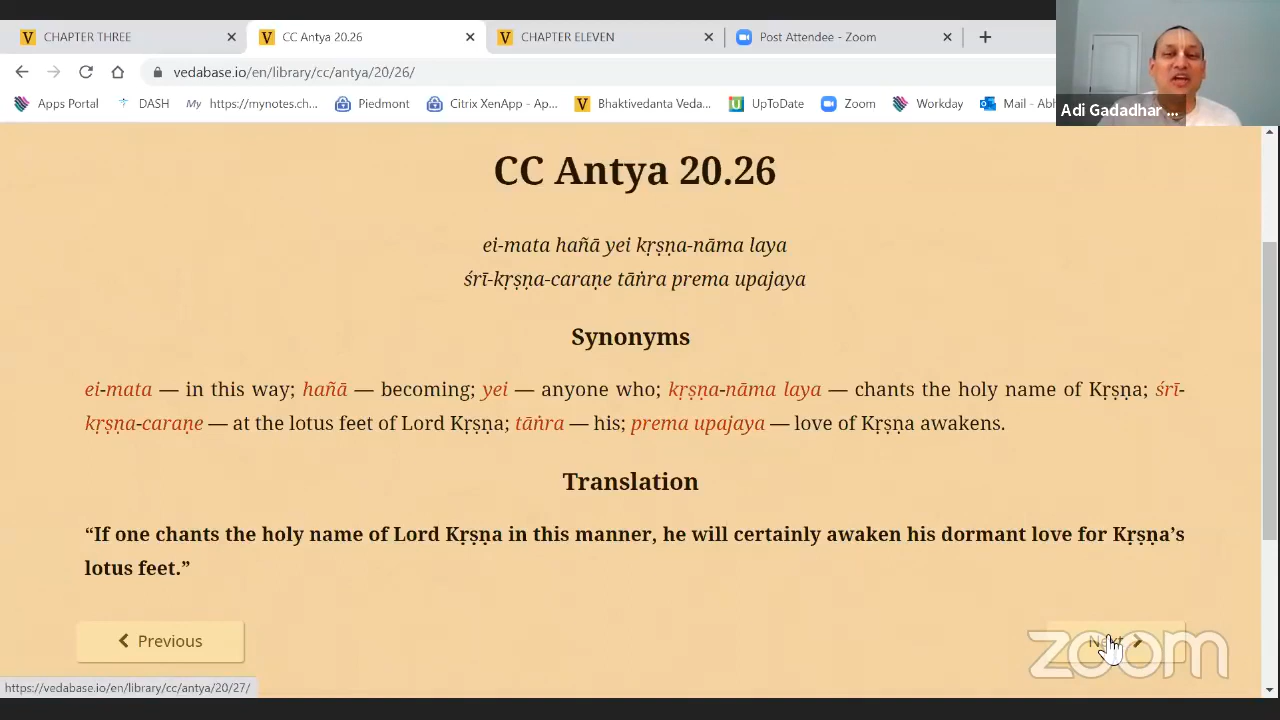 CHAPTER THREE
CC Antya 20.26
CHAPTER ELEVEN
Post Attendee - Zoom
vedabase.io/en/library/cc/antya/20/26/
Apps Portal
DASH
My
https://mynotes.ch...
Piedmont
Citrix XenApp - Ap...
Bhaktivedanta Veda...
UpToDate
Zoom
Workday
Mail - Abh
Adi Gadadhar ...
CC Antya 20.26
ei-mata hañā yei kṛṣṇa-nāma laya
śrī-kṛṣṇa-caraṇe tāṅra prema upajaya
Synonyms
ei-mata — in this way; hañā — becoming; yei — anyone who; kṛṣṇa-nāma laya — chants the holy name of Kṛṣṇa; śrī-
kṛṣṇa-caraṇe — at the lotus feet of Lord Kṛṣṇa; tāṅra — his; prema upajaya — love of Kṛṣṇa awakens.
Translation
“If one chants the holy name of Lord Kṛṣṇa in this manner, he will certainly awaken his dormant love for Kṛṣṇa’s
lotus feet.”
Previous
Next
zoom
https://vedabase.io/en/library/cc/antya/20/27/